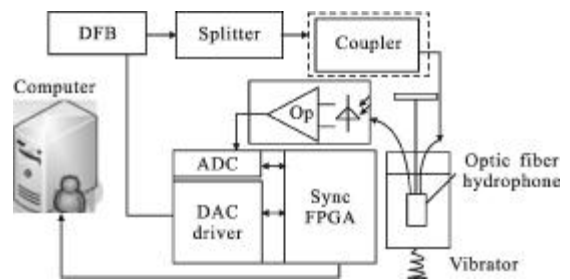 DFB
Splitter
Coupler
Computer
Op
ADC
DAC
driver
Sync
FPGA
Optic fiber
hydrophone
Vibrator